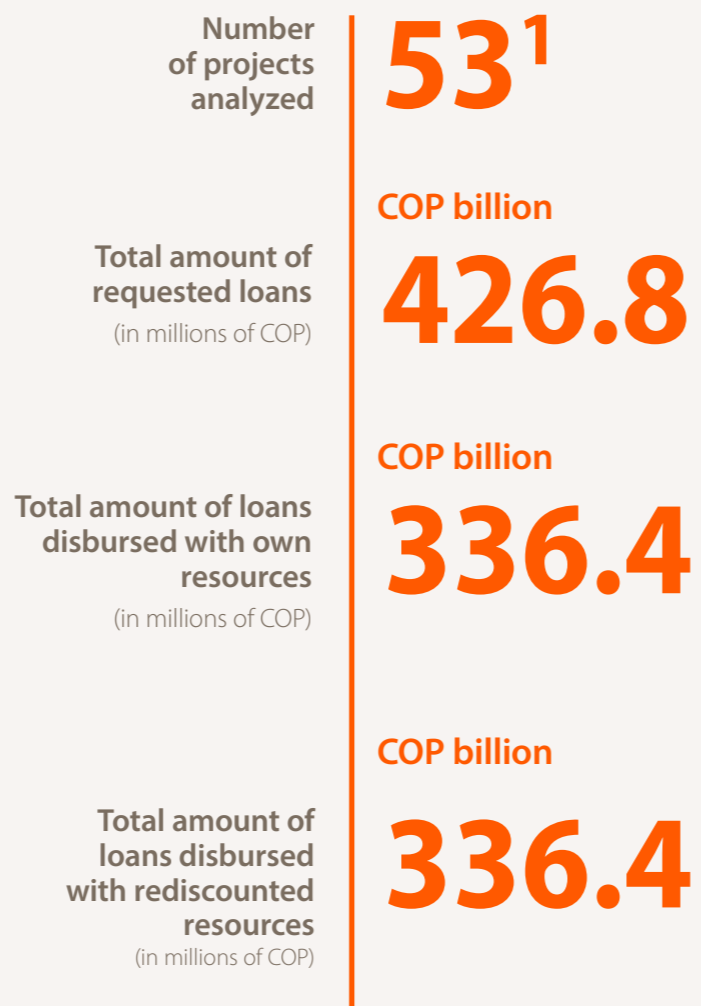 Number
of projects
analyzed
53¹
COP billion
Total amount of
requested loans
(in millions of COP)
426.8
COP billion
Total amount of loans
disbursed with own
resources
(in millions of COP)
336.4
COP billion
Total amount of
loans disbursed
with rediscounted
resources
(in millions of COP)
336.4